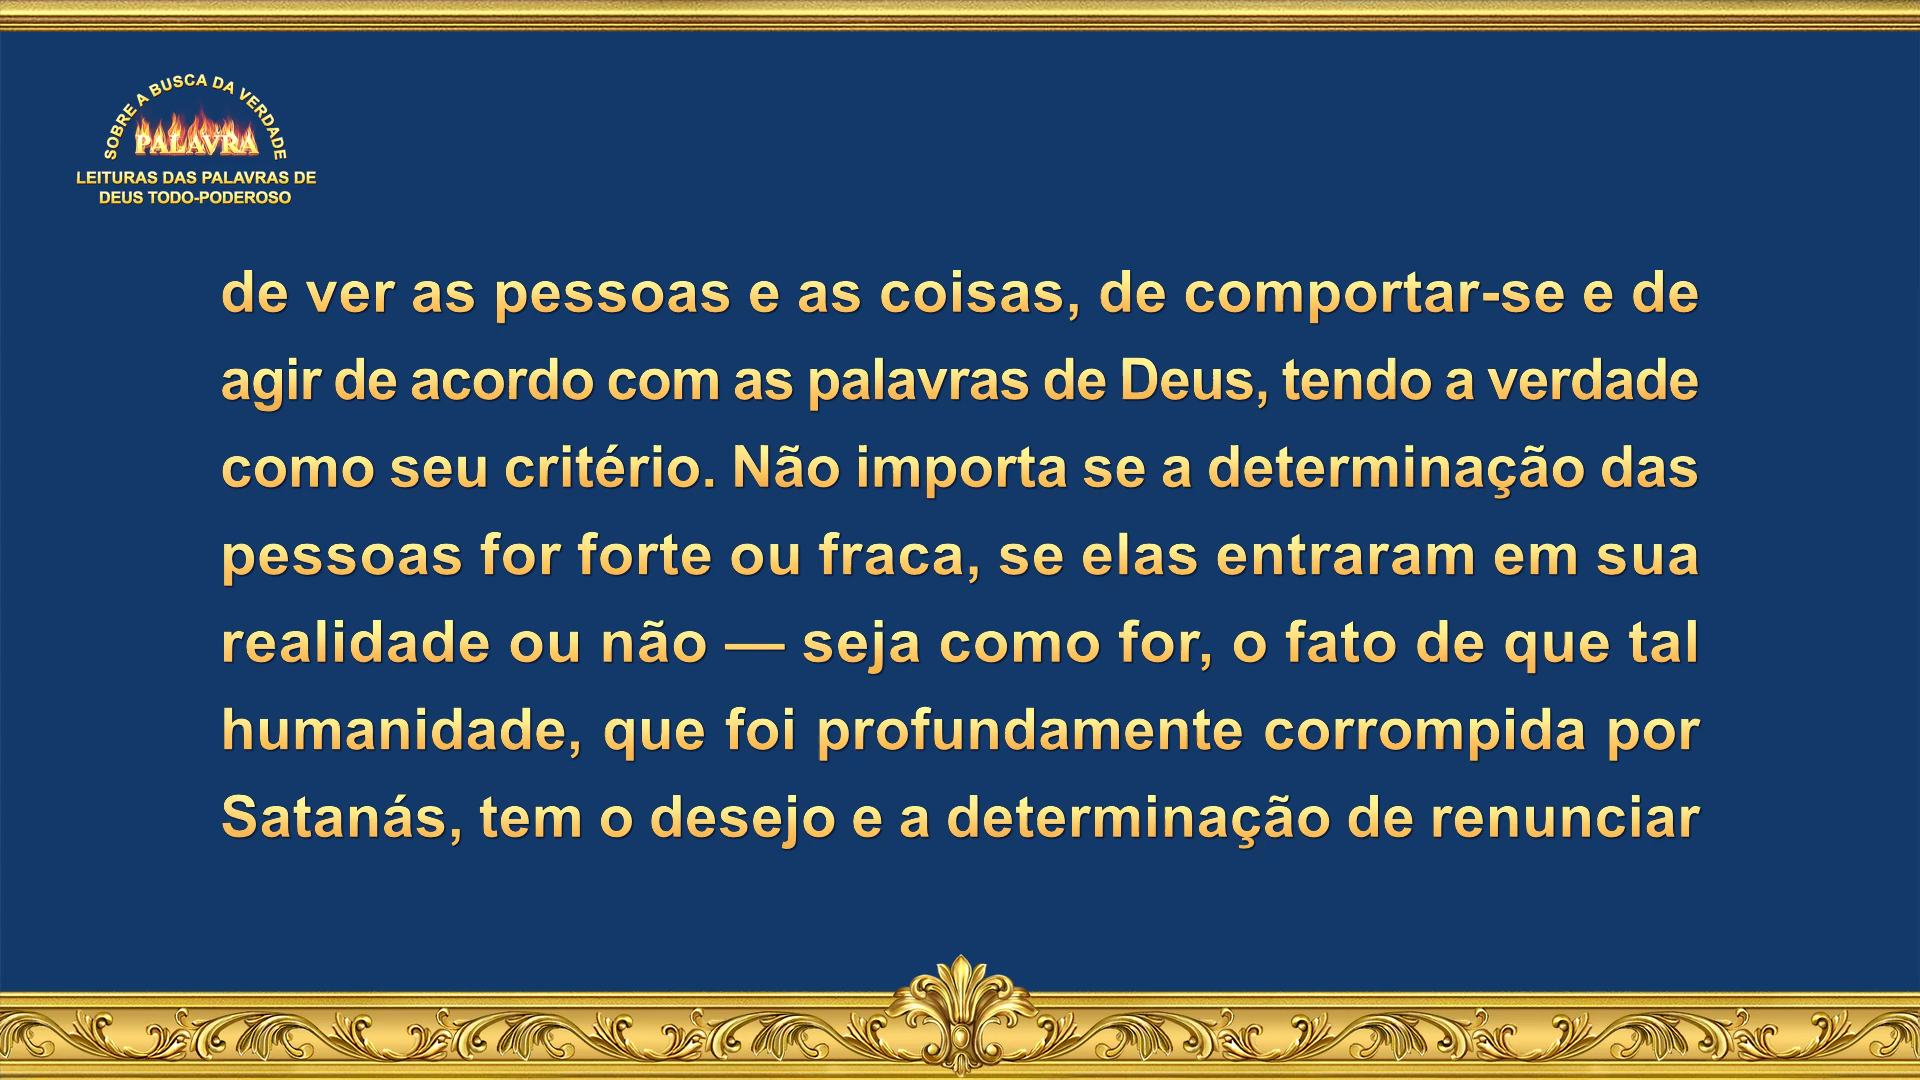 SOBRE A BUSCA DA VERDADE
PALAVRA
LEITURAS DAS PALAVRAS DE
DEUS TODO-PODEROSO
de ver as pessoas e as coisas, de comportar-se e de
agir de acordo com as palavras de Deus, tendo a verdade
como seu critério. Não importa se a determinação das
pessoas for forte ou fraca, se elas entraram em sua
realidade ou não — seja como for, o fato de que tal
humanidade, que foi profundamente corrompida por
Satanás, tem o desejo e a determinação de renunciar